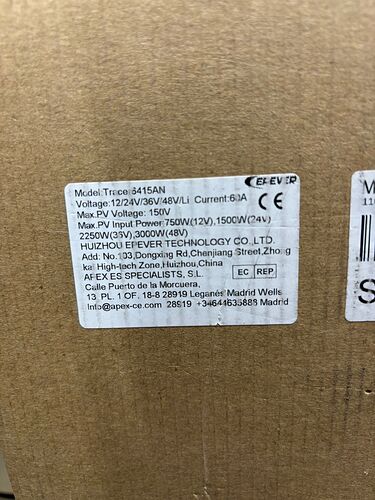 EPEVER
Model:Tracer6415AN
Voltage:12/24V/36V/48V/Li Current:60A
Max.PV Voltage: 150V
Max.PV Input Power:750W(12V),1500W(24V)
2250W(36V),3000W(48V)
HUIZHOU EPEVER TECHNOLOGY CO.,LTD.
Add: No.103,Dongxing Rd,Chenjiang Street,Zhong
kai High-tech Zone,Huizhou,China
APEX ES SPECIALISTS, S.L.
EC REP
Calle Puerto de la Morcuera,
13 PL. 1 OF. 18-8 28919 Leganés Madrid Wells
Info@apex-ce.com 28919 +34644635888 Madrid
CE